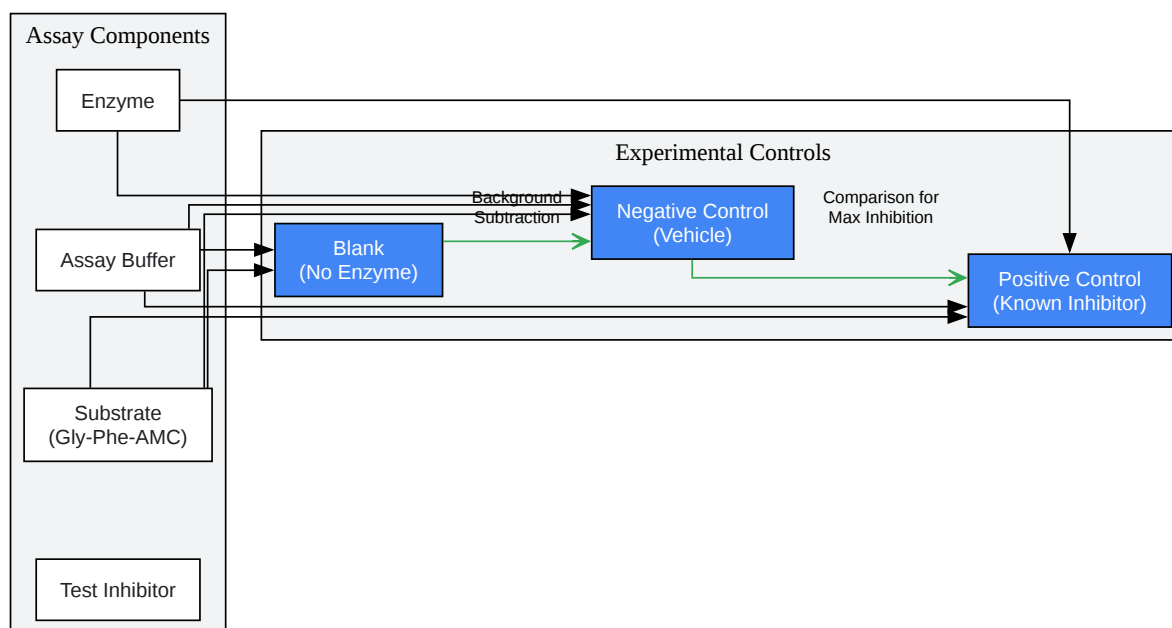 Assay Components
Enzyme
Assay Buffer
Substrate
(Gly-Phe-AMC)
Test Inhibitor
Experimental Controls
Blank
(No Enzyme)
Background
Subtraction
Negative Control
(Vehicle)
Comparison for
Max Inhibition
Positive Control
(Known Inhibitor)